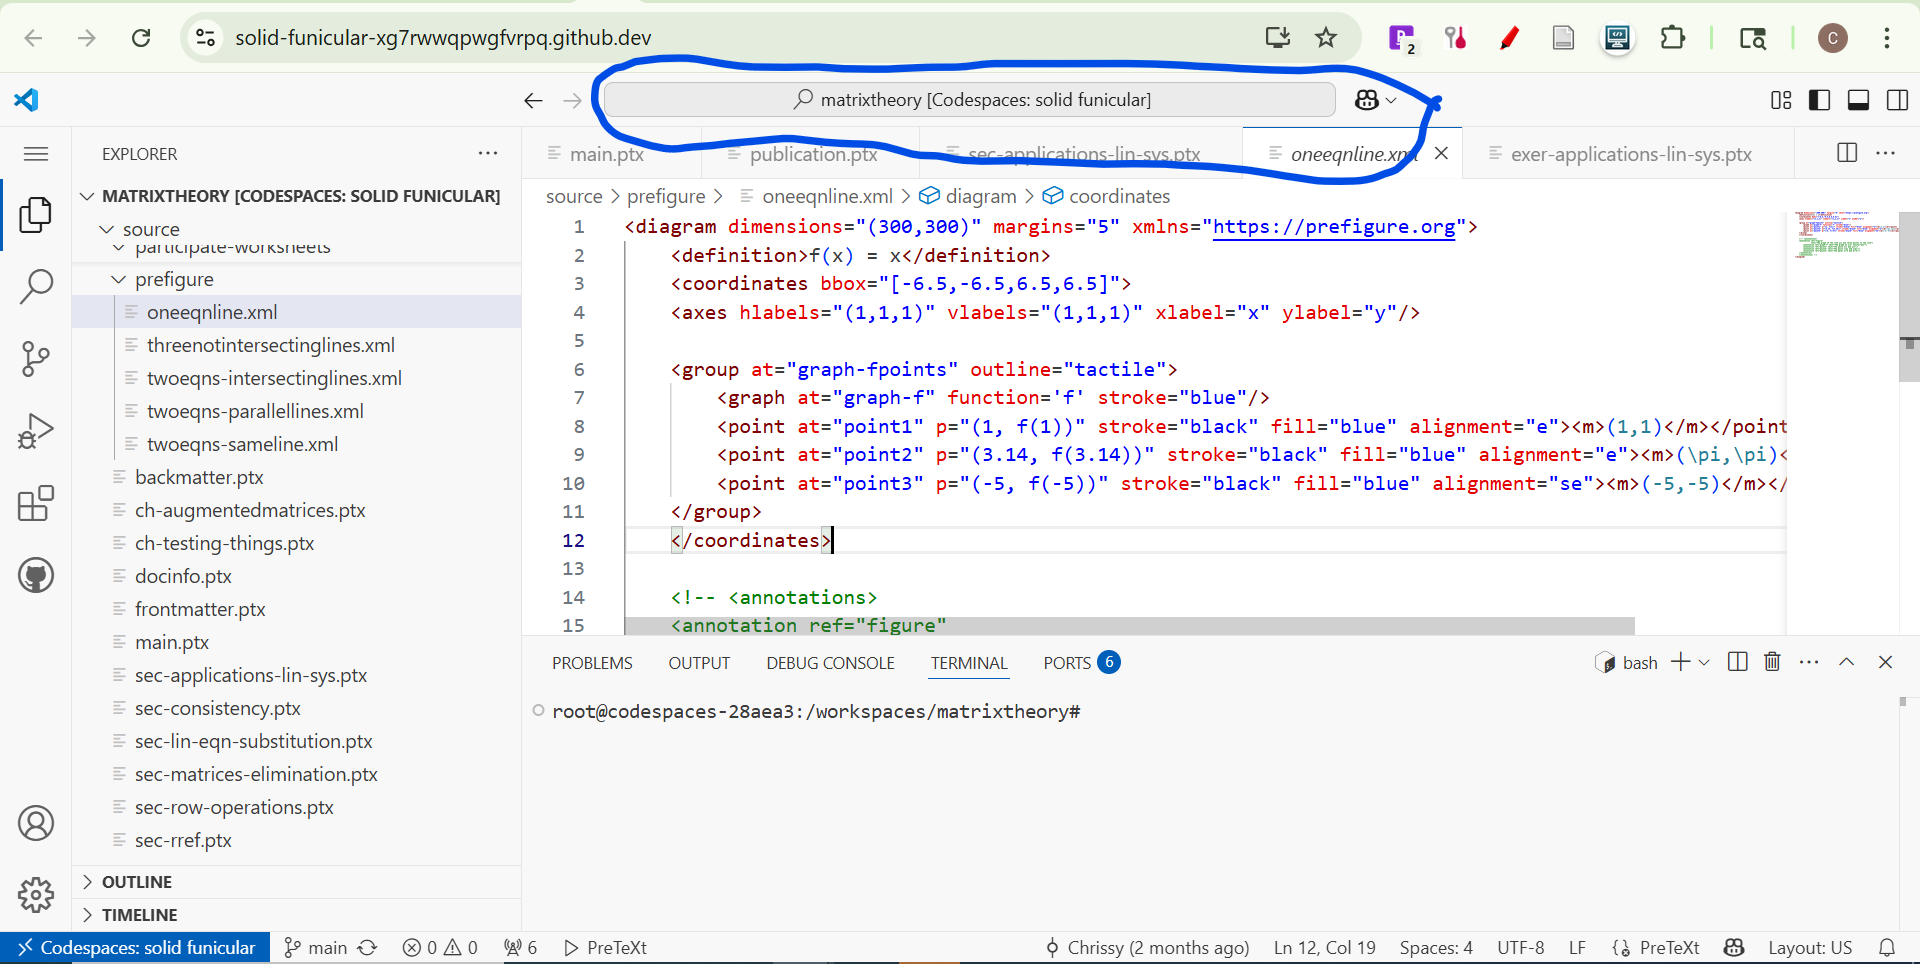 solid-funicular-xg7rwwqpwgfvrpq.github.dev
2
C
matrixtheory [Codespaces: solid funicular]
EXPLORER
main.ptx
publication.ptx
sec-applications-lin-sys.ptx
oneeqnline.xml
exer-applications-lin-sys.ptx
MATRIXTHEORY [CODESPACES: SOLID FUNICULAR]
source
participate-worksheets
prefigure
oneeqnline.xml
threenotintersectinglines.xml
twoeqns-intersectinglines.xml
twoeqns-parallellines.xml
twoeqns-sameline.xml
backmatter.ptx
ch-augmentedmatrices.ptx
ch-testing-things.ptx
docinfo.ptx
frontmatter.ptx
main.ptx
sec-applications-lin-sys.ptx
sec-consistency.ptx
sec-lin-eqn-substitution.ptx
sec-matrices-elimination.ptx
sec-row-operations.ptx
sec-rref.ptx
OUTLINE
TIMELINE
source > prefigure > oneeqnline.xml > diagram > coordinates
1 <diagram dimensions="(300,300)" margins="5" xmlns="https://prefigure.org">
2 <definition>f(x) = x</definition>
3 <coordinates bbox="[-6.5,-6.5,6.5,6.5]">
4 <axes hlabels="(1,1,1)" vlabels="(1,1,1)" xlabel="x" ylabel="y"/>
5
6 <group at="graph-fpoints" outline="tactile">
7 <graph at="graph-f" function='f' stroke="blue"/>
8 <point at="point1" p="(1, f(1))" stroke="black" fill="blue" alignment="e"><m>(1,1)</m></point
9 <point at="point2" p="(3.14, f(3.14))" stroke="black" fill="blue" alignment="e"><m>(\pi,\pi)<
10 <point at="point3" p="(-5, f(-5))" stroke="black" fill="blue" alignment="se"><m>(-5,-5)</m></
11 </group>
12 </coordinates>
13
14 <!-- <annotations>
15 <annotation ref="figure"
PROBLEMS
OUTPUT
DEBUG CONSOLE
TERMINAL
PORTS 6
bash
root@codespaces-28aea3:/workspaces/matrixtheory#
Codespaces: solid funicular
main
0
0
6
PreTeXt
Chrissy (2 months ago)
Ln 12, Col 19
Spaces: 4
UTF-8
LF
PreTeXt
Layout: US